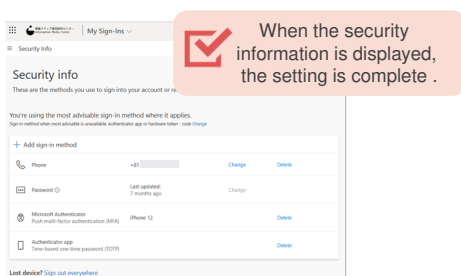 When the security
information is displayed,
the setting is complete .
My Sign-Ins
Security info
Security info
These are the methods you use to sign into your account or re
You're using the most advisable sign-in method where it applies.
Sign-in method when most advisable is unavailable: Authenticator app or hardware token - code Change
+ Add sign-in method
Phone +81 Change Delete
Password Last updated:
7 months ago Change
Microsoft Authenticator
Push multi-factor authentication (MFA) iPhone 12 Delete
Authenticator app
Time-based one-time password (TOTP) Delete
Lost device? Sign out everywhere